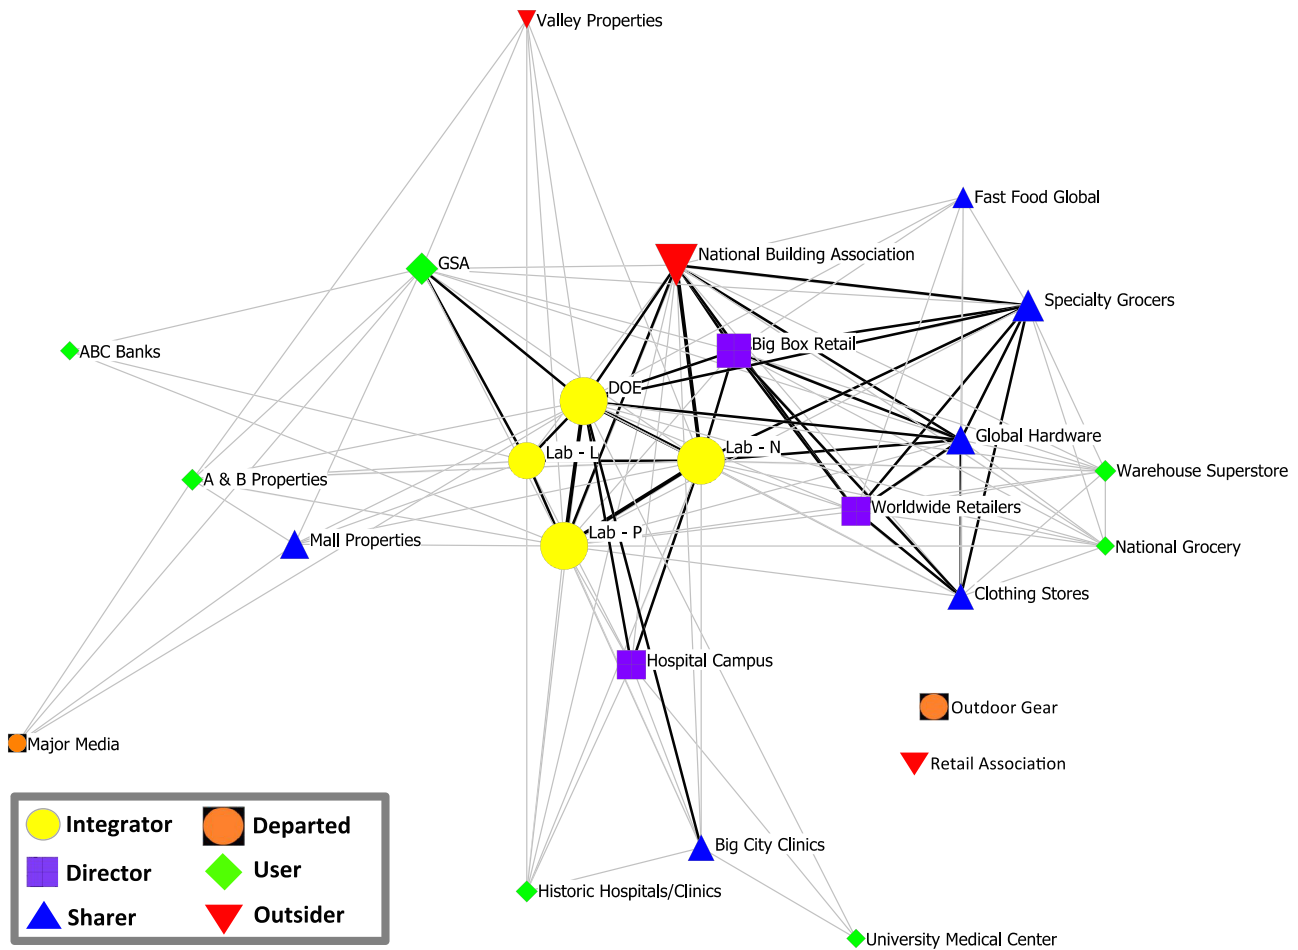 Valley Properties
Fast Food Global
National Building Association
GSA
Specialty Grocers
Big Box Retail
ABC Banks
DOE
Global Hardware
Lab - L
Lab - N
Warehouse Superstore
A & B Properties
Worldwide Retailers
Lab - P
Mall Properties
National Grocery
Clothing Stores
Hospital Campus
Outdoor Gear
Major Media
Retail Association
Integrator
Departed
Director
User
Sharer
Outsider
Big City Clinics
Historic Hospitals/Clinics
University Medical Center